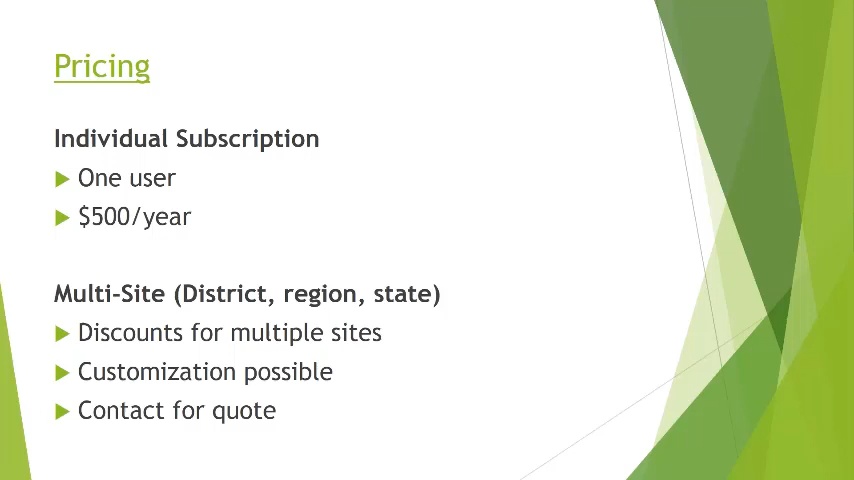 Pricing
Individual Subscription
One user
$500/year
Multi-Site (District, region, state)
Discounts for multiple sites
Customization possible
Contact for quote